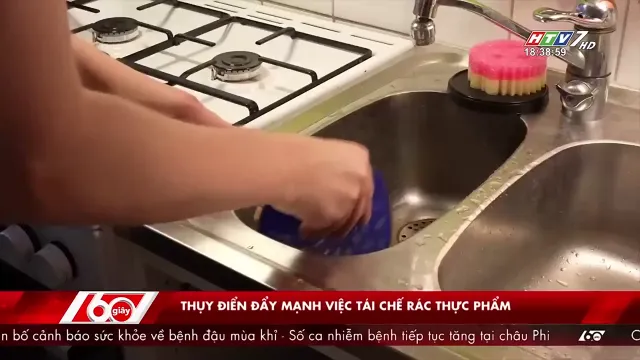 HTV7 HD
18:38:59
60 giây
THỤY ĐIỂN ĐẨY MẠNH VIỆC TÁI CHẾ RÁC THỰC PHẨM
n bố cảnh báo sức khỏe về bệnh đậu mùa khỉ - Số ca nhiễm bệnh tiếp tục tăng tại châu Phi
60
C